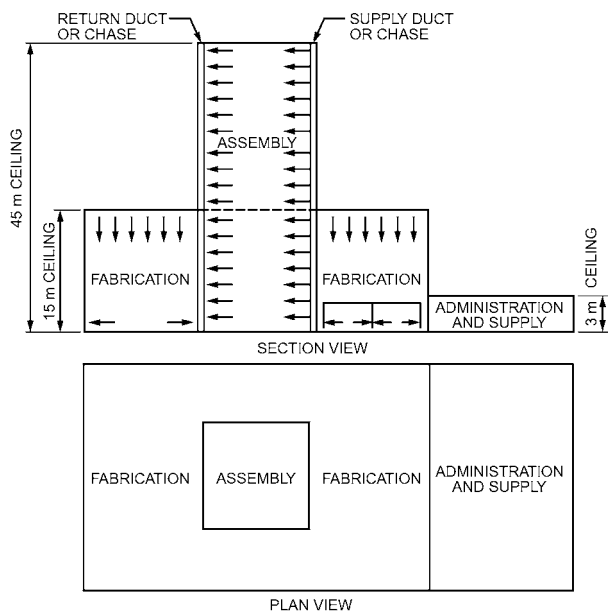 RETURN DUCT
OR CHASE
SUPPLY DUCT
OR CHASE
45 m CEILING
ASSEMBLY
15 m CEILING
FABRICATION
FABRICATION
3 m CEILING
ADMINISTRATION
AND SUPPLY
SECTION VIEW
FABRICATION
ASSEMBLY
FABRICATION
ADMINISTRATION
AND SUPPLY
PLAN VIEW